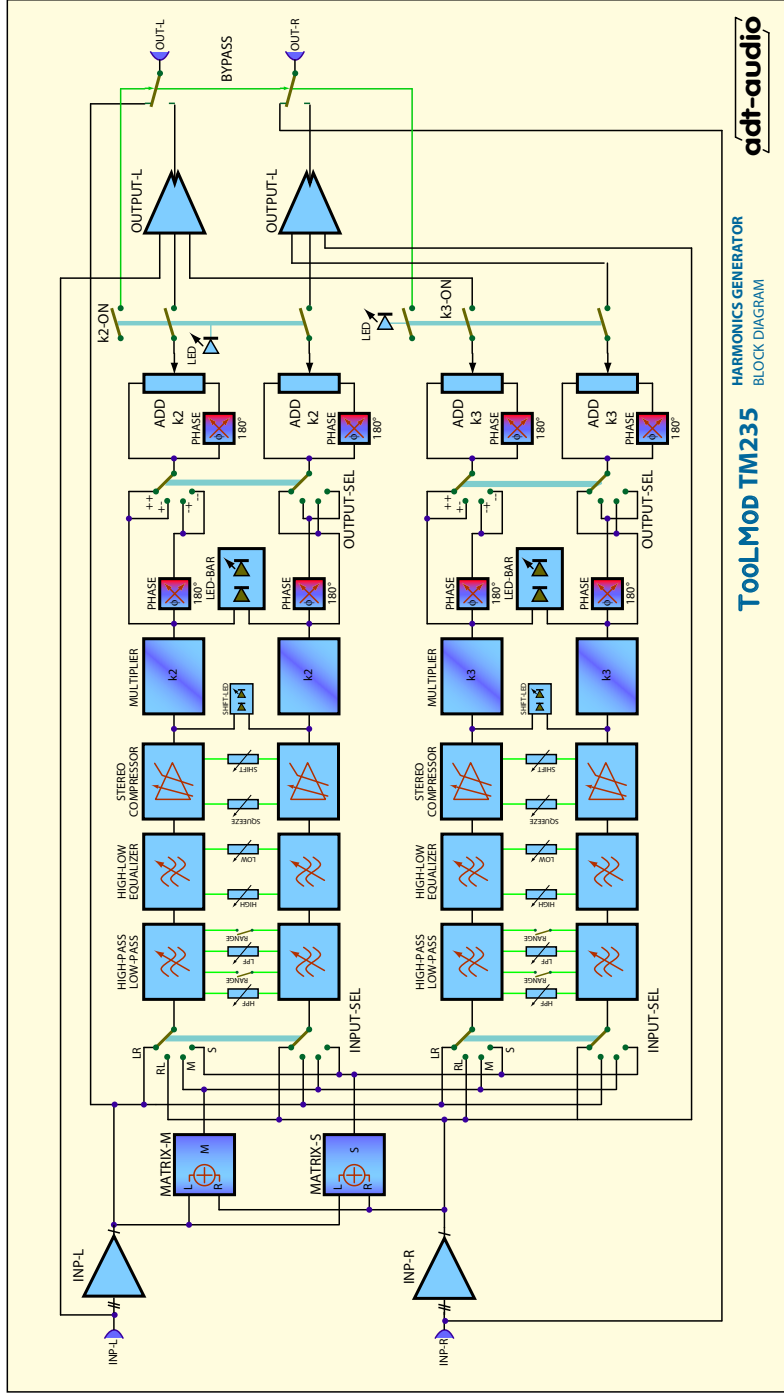 INP-L
INP-L
MATRIX-M
L
R
M
MATRIX-S
L
R
S
INP-R
INP-R
LR
RL
M
S
INPUT-SEL
HIGH-PASS
LOW-PASS
HPF
RANGE
LPF
RANGE
HIGH-LOW
EQUALIZER
HIGH
LOW
STEREO
COMPRESSOR
SQUEEZE
SHIFT
SHIFT-LED
MULTIPLIER
k2
k2
PHASE
ϕ
180°
LED-BAR
PHASE
ϕ
180°
++
+-
-+
--
OUTPUT-SEL
PHASE
ϕ
180°
ADD
k2
PHASE
ϕ
180°
ADD
k2
k2-ON
LED
OUTPUT-L
OUT-L
BYPASS
LR
RL
M
S
INPUT-SEL
HIGH-PASS
LOW-PASS
HPF
RANGE
LPF
RANGE
HIGH-LOW
EQUALIZER
HIGH
LOW
STEREO
COMPRESSOR
SQUEEZE
SHIFT
SHIFT-LED
MULTIPLIER
k3
k3
PHASE
ϕ
180°
LED-BAR
PHASE
ϕ
180°
++
+-
-+
--
OUTPUT-SEL
PHASE
ϕ
180°
ADD
k3
PHASE
ϕ
180°
ADD
k3
LED
k3-ON
OUTPUT-L
OUT-R
TooLMoD TM235
HARMONICS GENERATOR
BLOCK DIAGRAM
adt-audio